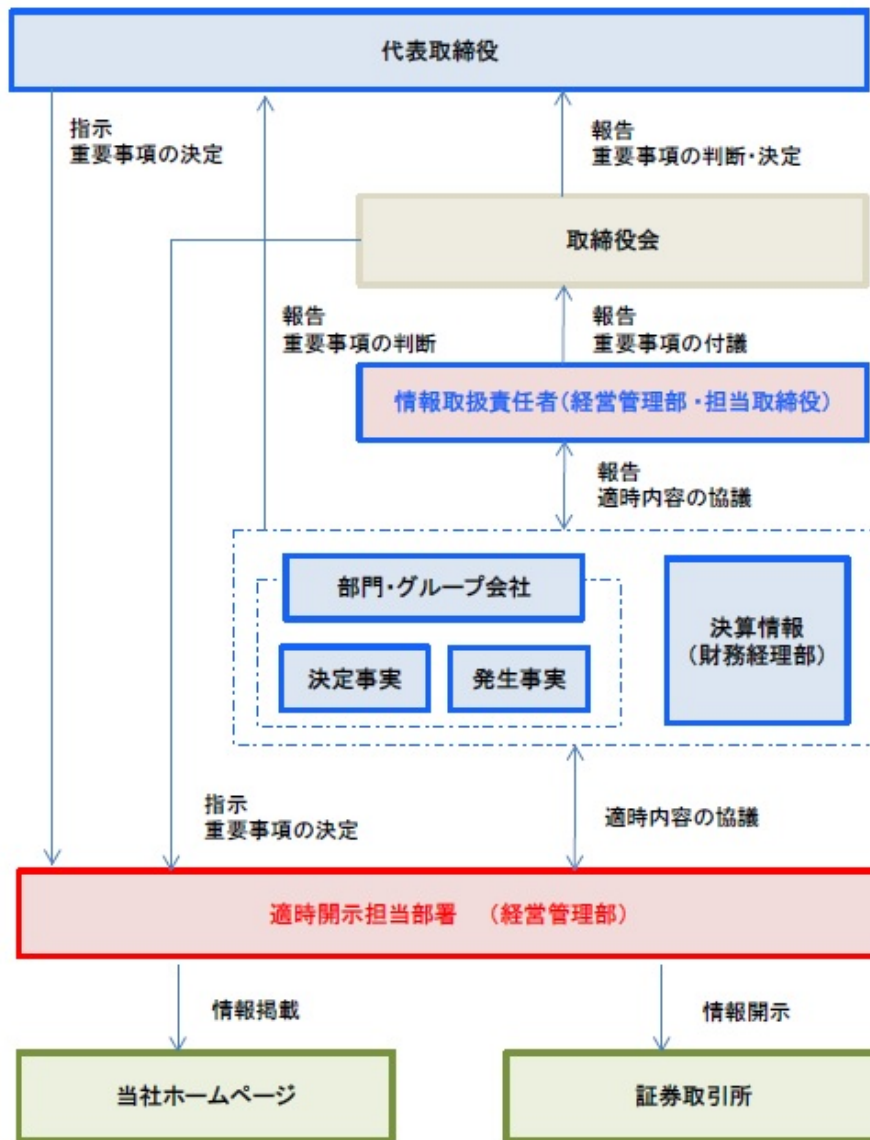 代表取締役
指示
重要事項の決定
報告
重要事項の判断・決定
取締役会
報告
重要事項の判断
報告
重要事項の付議
情報取扱責任者(経営管理部・担当取締役)
報告
適時内容の協議
部門・グループ会社
決定事実
発生事実
決算情報
(財務経理部)
指示
重要事項の決定
適時内容の協議
適時開示担当部署 (経営管理部)
情報掲載
情報開示
当社ホームページ
証券取引所